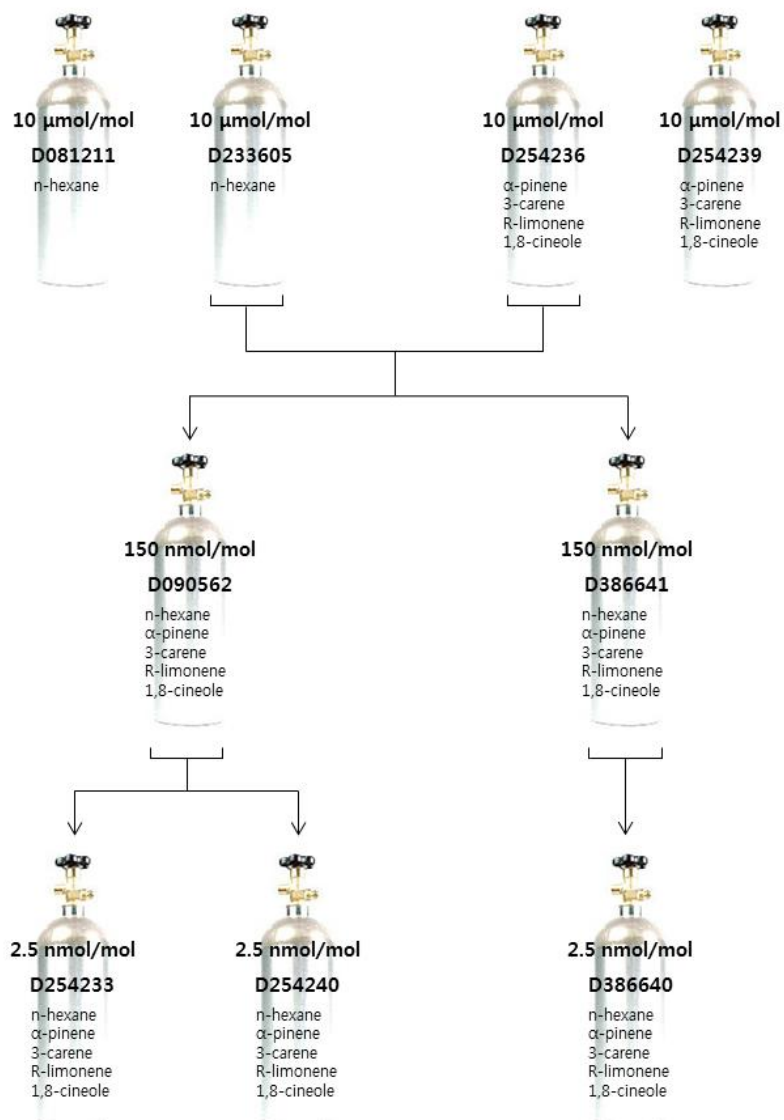 10 μmol/mol
D081211
n-hexane
10 μmol/mol
D233605
n-hexane
10 μmol/mol
D254236
α-pinene
3-carene
R-limonene
1,8-cineole
10 μmol/mol
D254239
α-pinene
3-carene
R-limonene
1,8-cineole
150 nmol/mol
D090562
n-hexane
α-pinene
3-carene
R-limonene
1,8-cineole
150 nmol/mol
D386641
n-hexane
α-pinene
3-carene
R-limonene
1,8-cineole
2.5 nmol/mol
D254233
n-hexane
α-pinene
3-carene
R-limonene
1,8-cineole
2.5 nmol/mol
D254240
n-hexane
α-pinene
3-carene
R-limonene
1,8-cineole
2.5 nmol/mol
D386640
n-hexane
α-pinene
3-carene
R-limonene
1,8-cineole